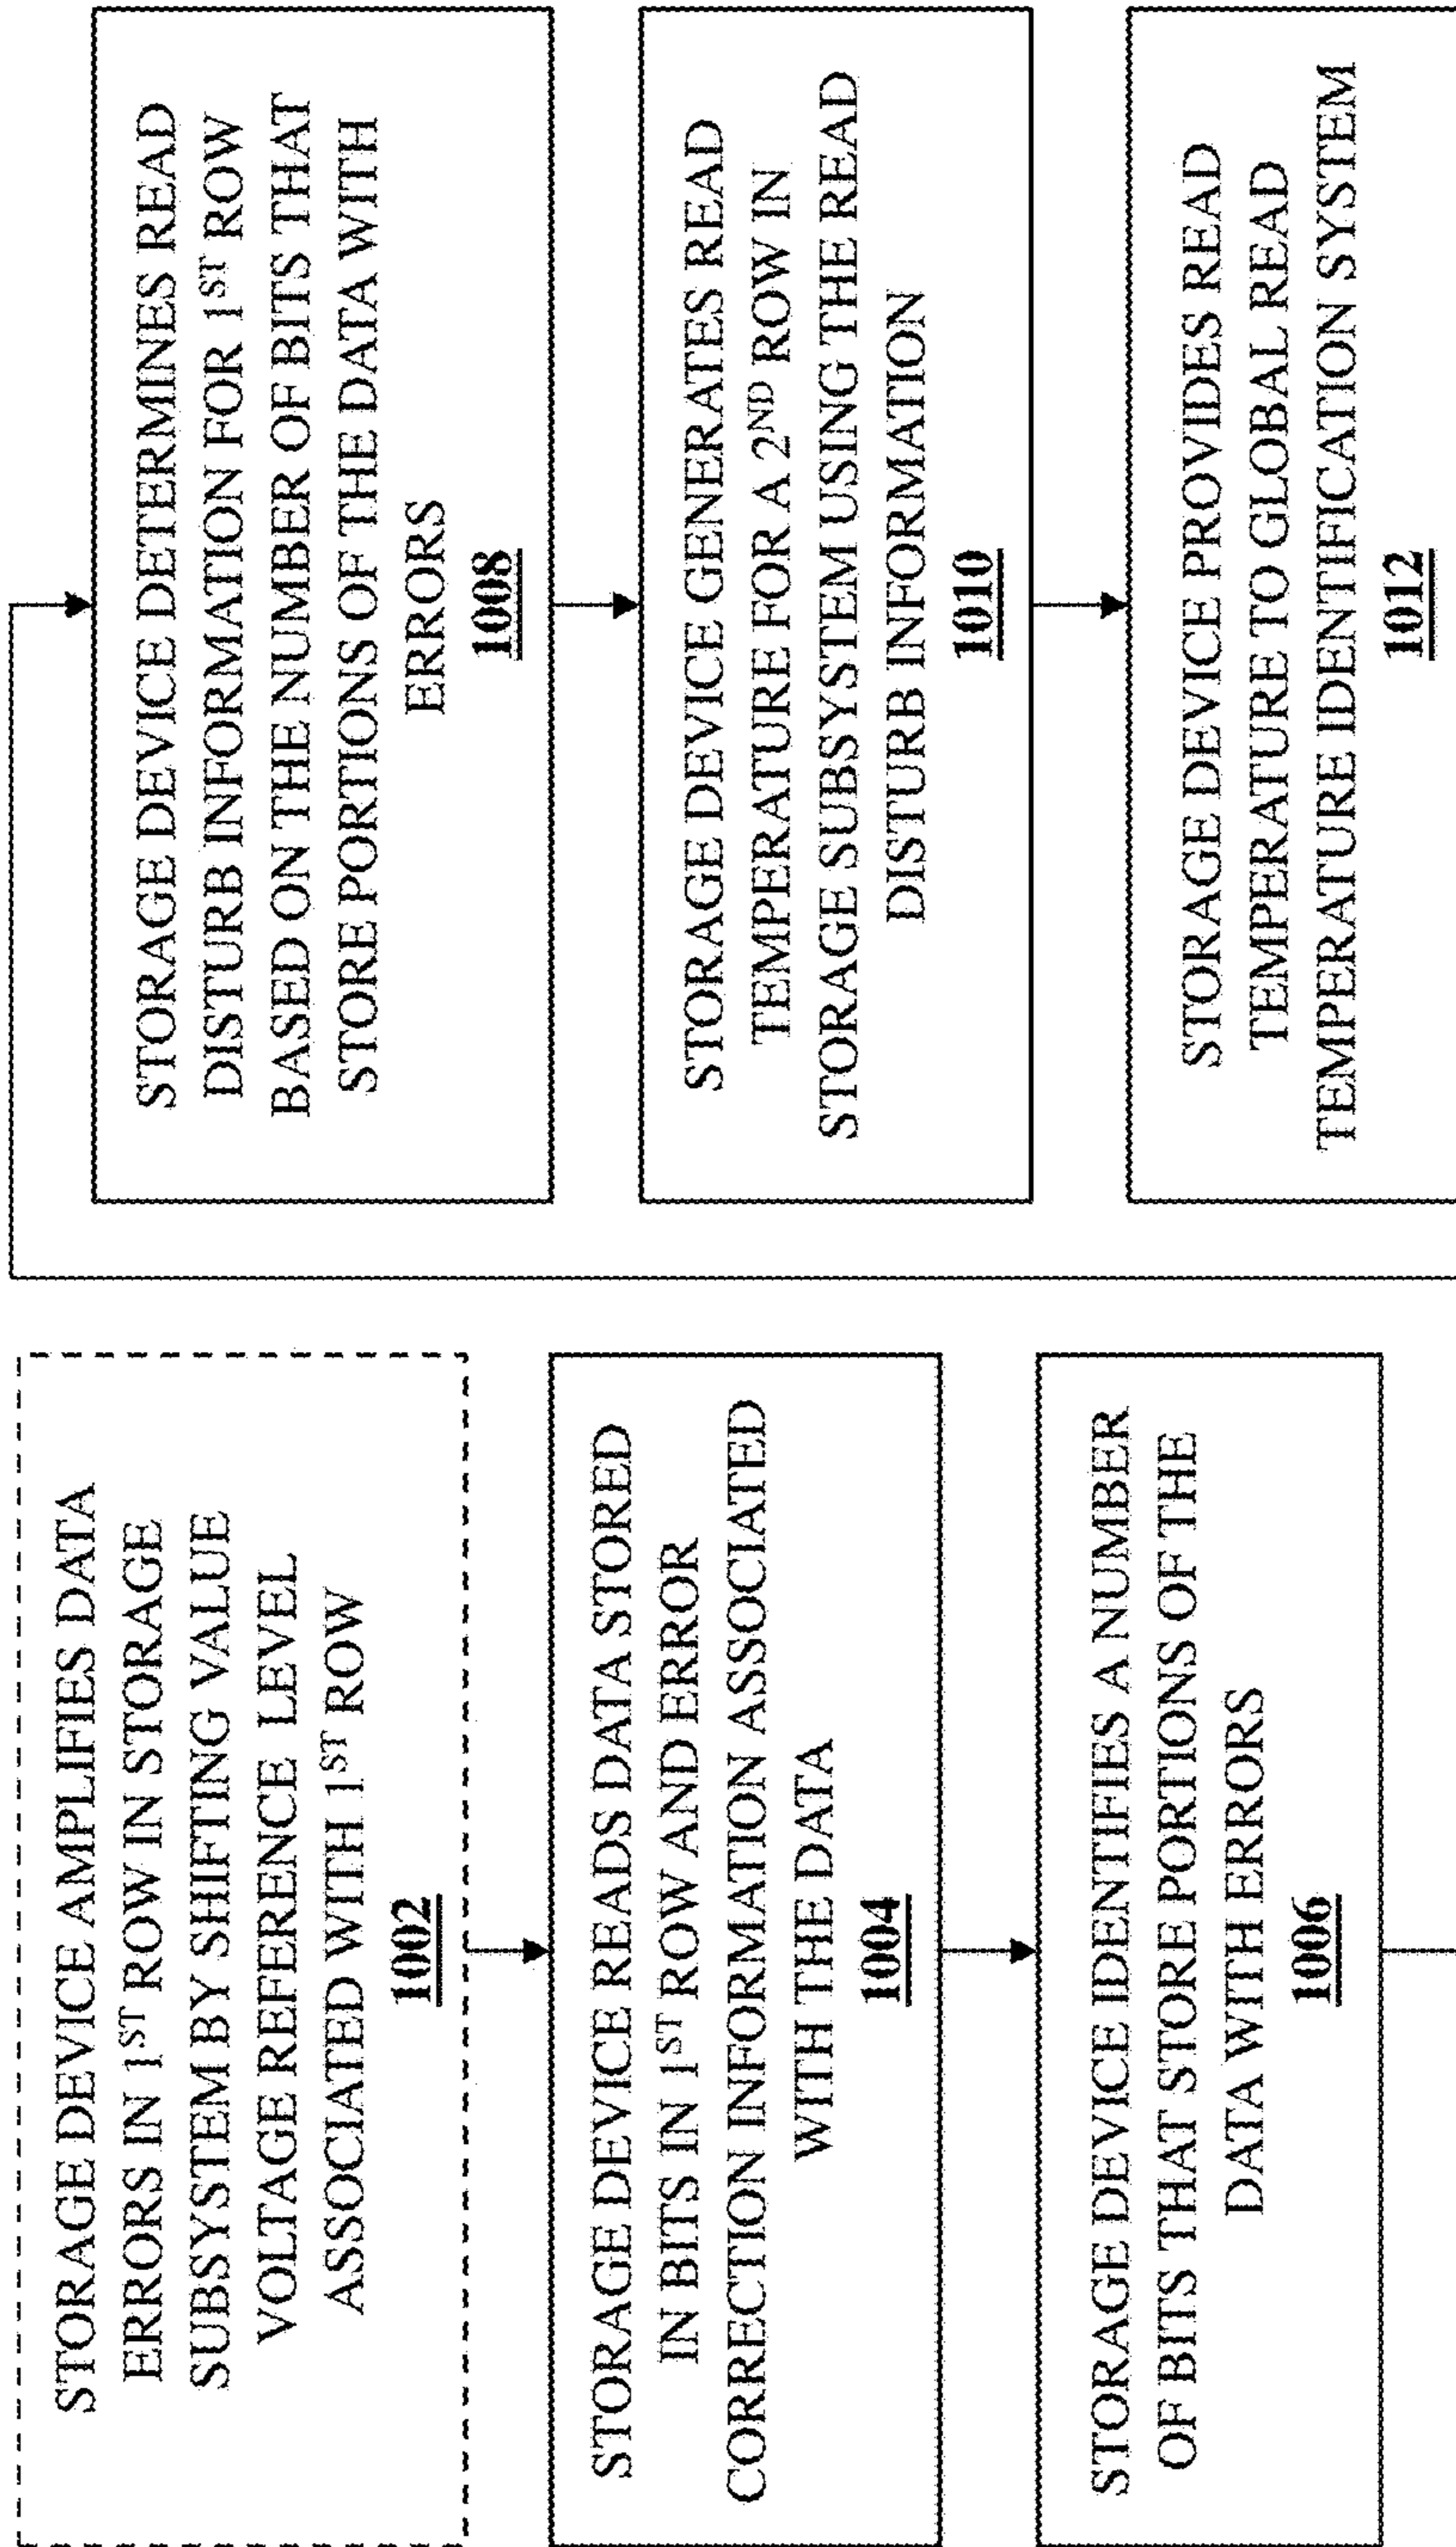 STORAGE DEVICE AMPLIFIES DATA
ERRORS IN 1ST ROW IN STORAGE
SUBSYSTEM BY SHIFTING VALUE
VOLTAGE REFERENCE LEVEL
ASSOCIATED WITH 1ST ROW
1002
STORAGE DEVICE READS DATA STORED
IN BITS IN 1ST ROW AND ERROR
CORRECTION INFORMATION ASSOCIATED
WITH THE DATA
1004
STORAGE DEVICE IDENTIFIES A NUMBER
OF BITS THAT STORE PORTIONS OF THE
DATA WITH ERRORS
1006
STORAGE DEVICE DETERMINES READ
DISTURB INFORMATION FOR 1ST ROW
BASED ON THE NUMBER OF BITS THAT
STORE PORTIONS OF THE DATA WITH
ERRORS
1008
STORAGE DEVICE GENERATES READ
TEMPERATURE FOR A 2ND ROW IN
STORAGE SUBSYSTEM USING THE READ
DISTURB INFORMATION
1010
STORAGE DEVICE PROVIDES READ
TEMPERATURE TO GLOBAL READ
TEMPERATURE IDENTIFICATION SYSTEM
1012